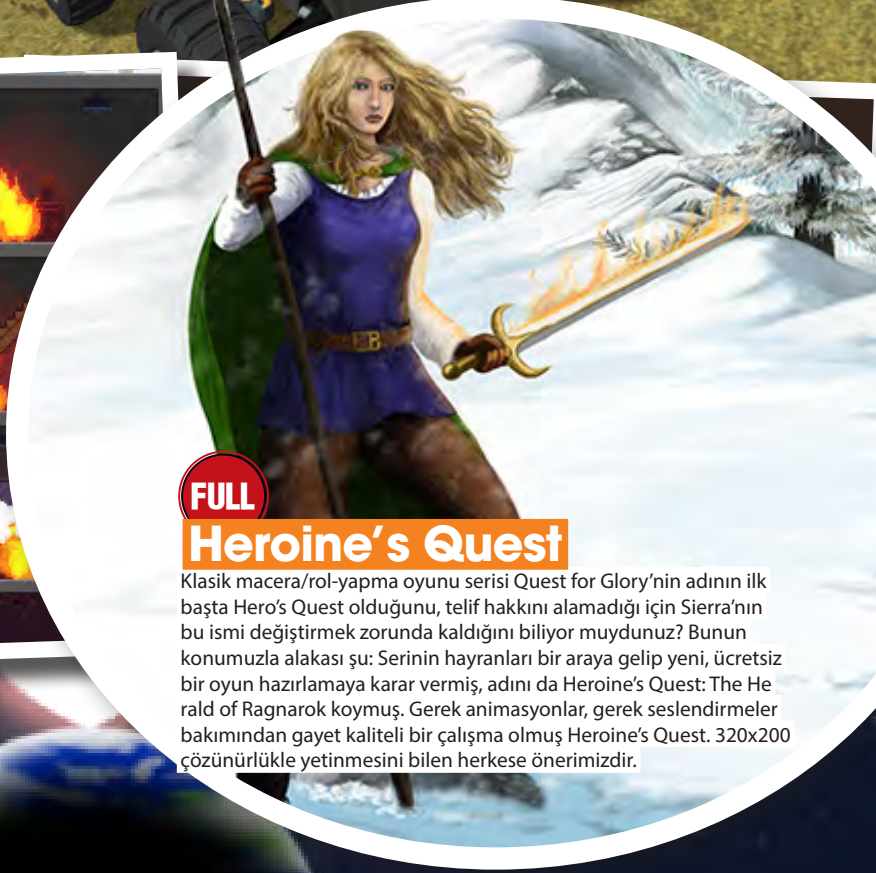 FULL
Heroine’s Quest
Klasik macera/rol-yapma oyunu serisi Quest for Glory’nin adının ilk
başta Hero’s Quest olduğunu, telif hakkını alamadığı için Sierra’nın
bu ismi değiştirmek zorunda kaldığını biliyor muydunuz? Bunun
konumuzla alakası şu: Serinin hayranları bir araya gelip yeni, ücretsiz
bir oyun hazırlamaya karar vermiş, adını da Heroine’s Quest: The He
rald of Ragnarok koymuş. Gerek animasyonlar, gerek seslendirmeler
bakımından gayet kaliteli bir çalışma olmuş Heroine’s Quest. 320x200
çözünürlükle yetinmesini bilen herkese önerimizdir.